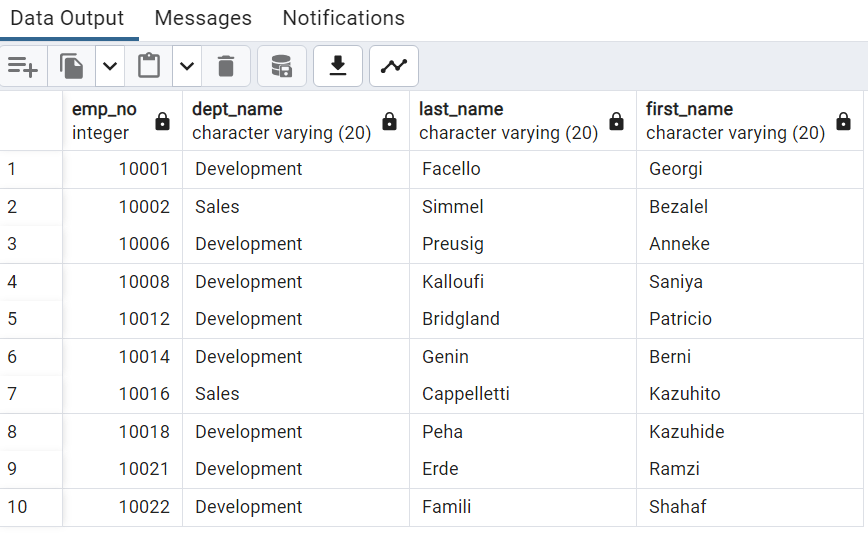 Data Output Messages Notifications
emp_no dept_name last_name first_name
integer character varying (20) character varying (20) character varying (20)
1 10001 Development Facello Georgi
2 10002 Sales Simmel Bezalel
3 10006 Development Preusig Anneke
4 10008 Development Kalloufi Saniya
5 10012 Development Bridgland Patricio
6 10014 Development Genin Berni
7 10016 Sales Cappelletti Kazuhito
8 10018 Development Peha Kazuhide
9 10021 Development Erde Ramzi
10 10022 Development Famili Shahaf